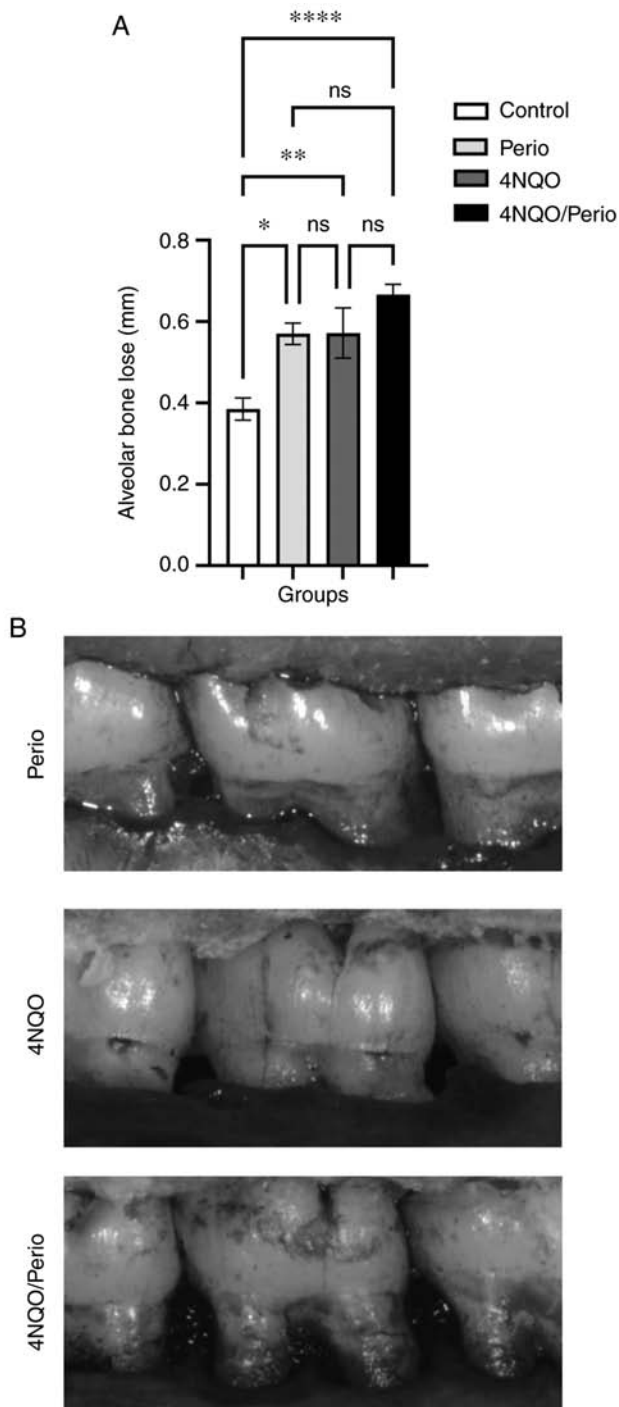 A
****
ns
**
* ns ns
Control
Perio
4NQO
4NQO/Perio
Alveolar bone lose (mm)
0.8
0.6
0.4
0.2
0.0
Groups
B
Perio
4NQO
4NQO/Perio